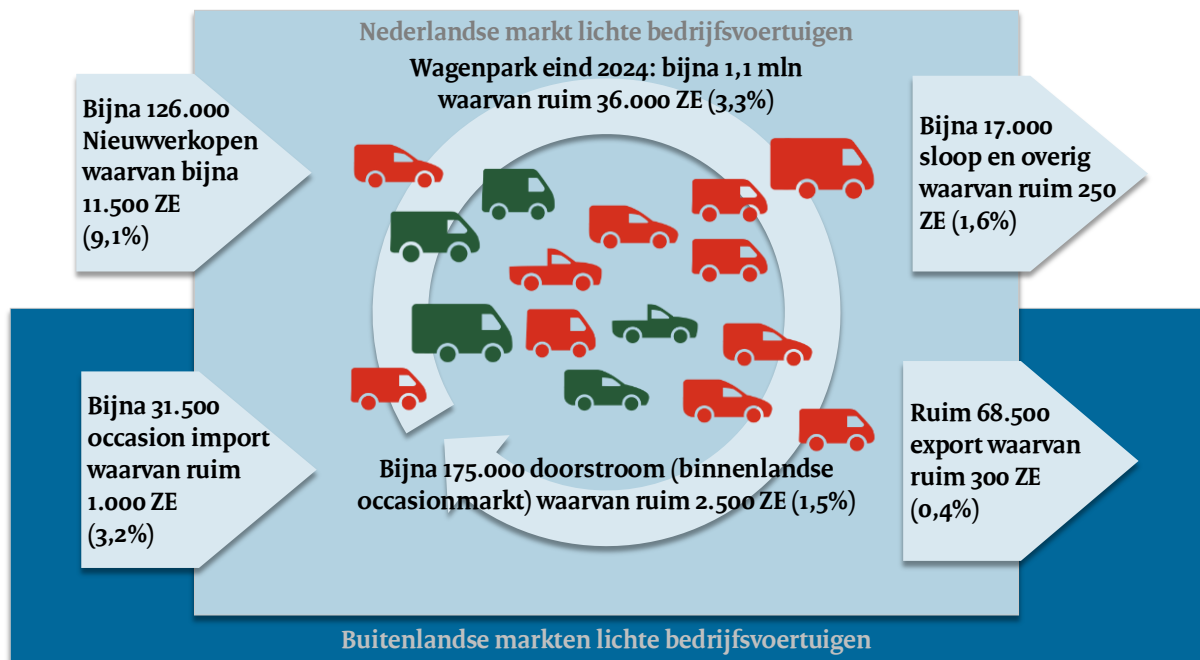 Nederlandse markt lichte bedrijfsvoertuigen
Wagenpark eind 2024: bijna 1,1 mln
waarvan ruim 36.000 ZE (3,3%)
Bijna 126.000
Nieuwverkopen
waarvan bijna
11.500 ZE
(9,1%)
Bijna 17.000
sloop en overig
waarvan ruim 250
ZE (1,6%)
Bijna 31.500
occasion import
waarvan ruim
1.000 ZE
(3,2%)
Bijna 175.000 doorstroom (binnenlandse
occasionmarkt) waarvan ruim 2.500 ZE (1,5%)
Ruim 68.500
export waarvan
ruim 300 ZE
(0,4%)
Buitenlandse markten lichte bedrijfsvoertuigen